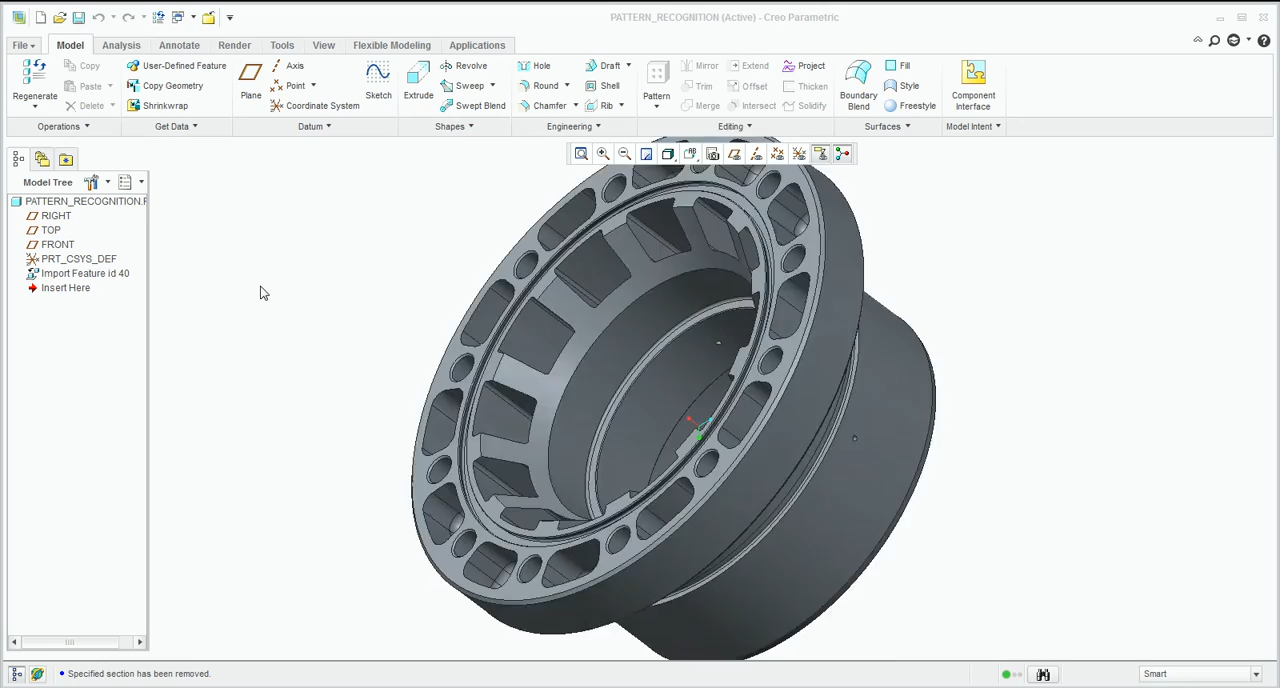 PATTERN_RECOGNITION (Active) - Creo Parametric
File Model Analysis Annotate Render Tools View Flexible Modeling Applications
Regenerate
Copy
Paste
Delete
Operations
User-Defined Feature
Copy Geometry
Shrinkwrap
Get Data
Plane
Axis
Point
Coordinate System
Sketch
Datum
Extrude
Revolve
Sweep
Swept Blend
Shapes
Hole
Round
Chamfer
Draft
Shell
Rib
Engineering
Pattern
Mirror
Trim
Merge
Extend
Offset
Intersect
Project
Thicken
Solidify
Editing
Boundary
Blend
Fill
Style
Freestyle
Surfaces
Component
Interface
Model Intent
Model Tree
PATTERN_RECOGNITION.F
RIGHT
TOP
FRONT
PRT_CSYS_DEF
Import Feature id 40
Insert Here
Specified section has been removed.
Smart